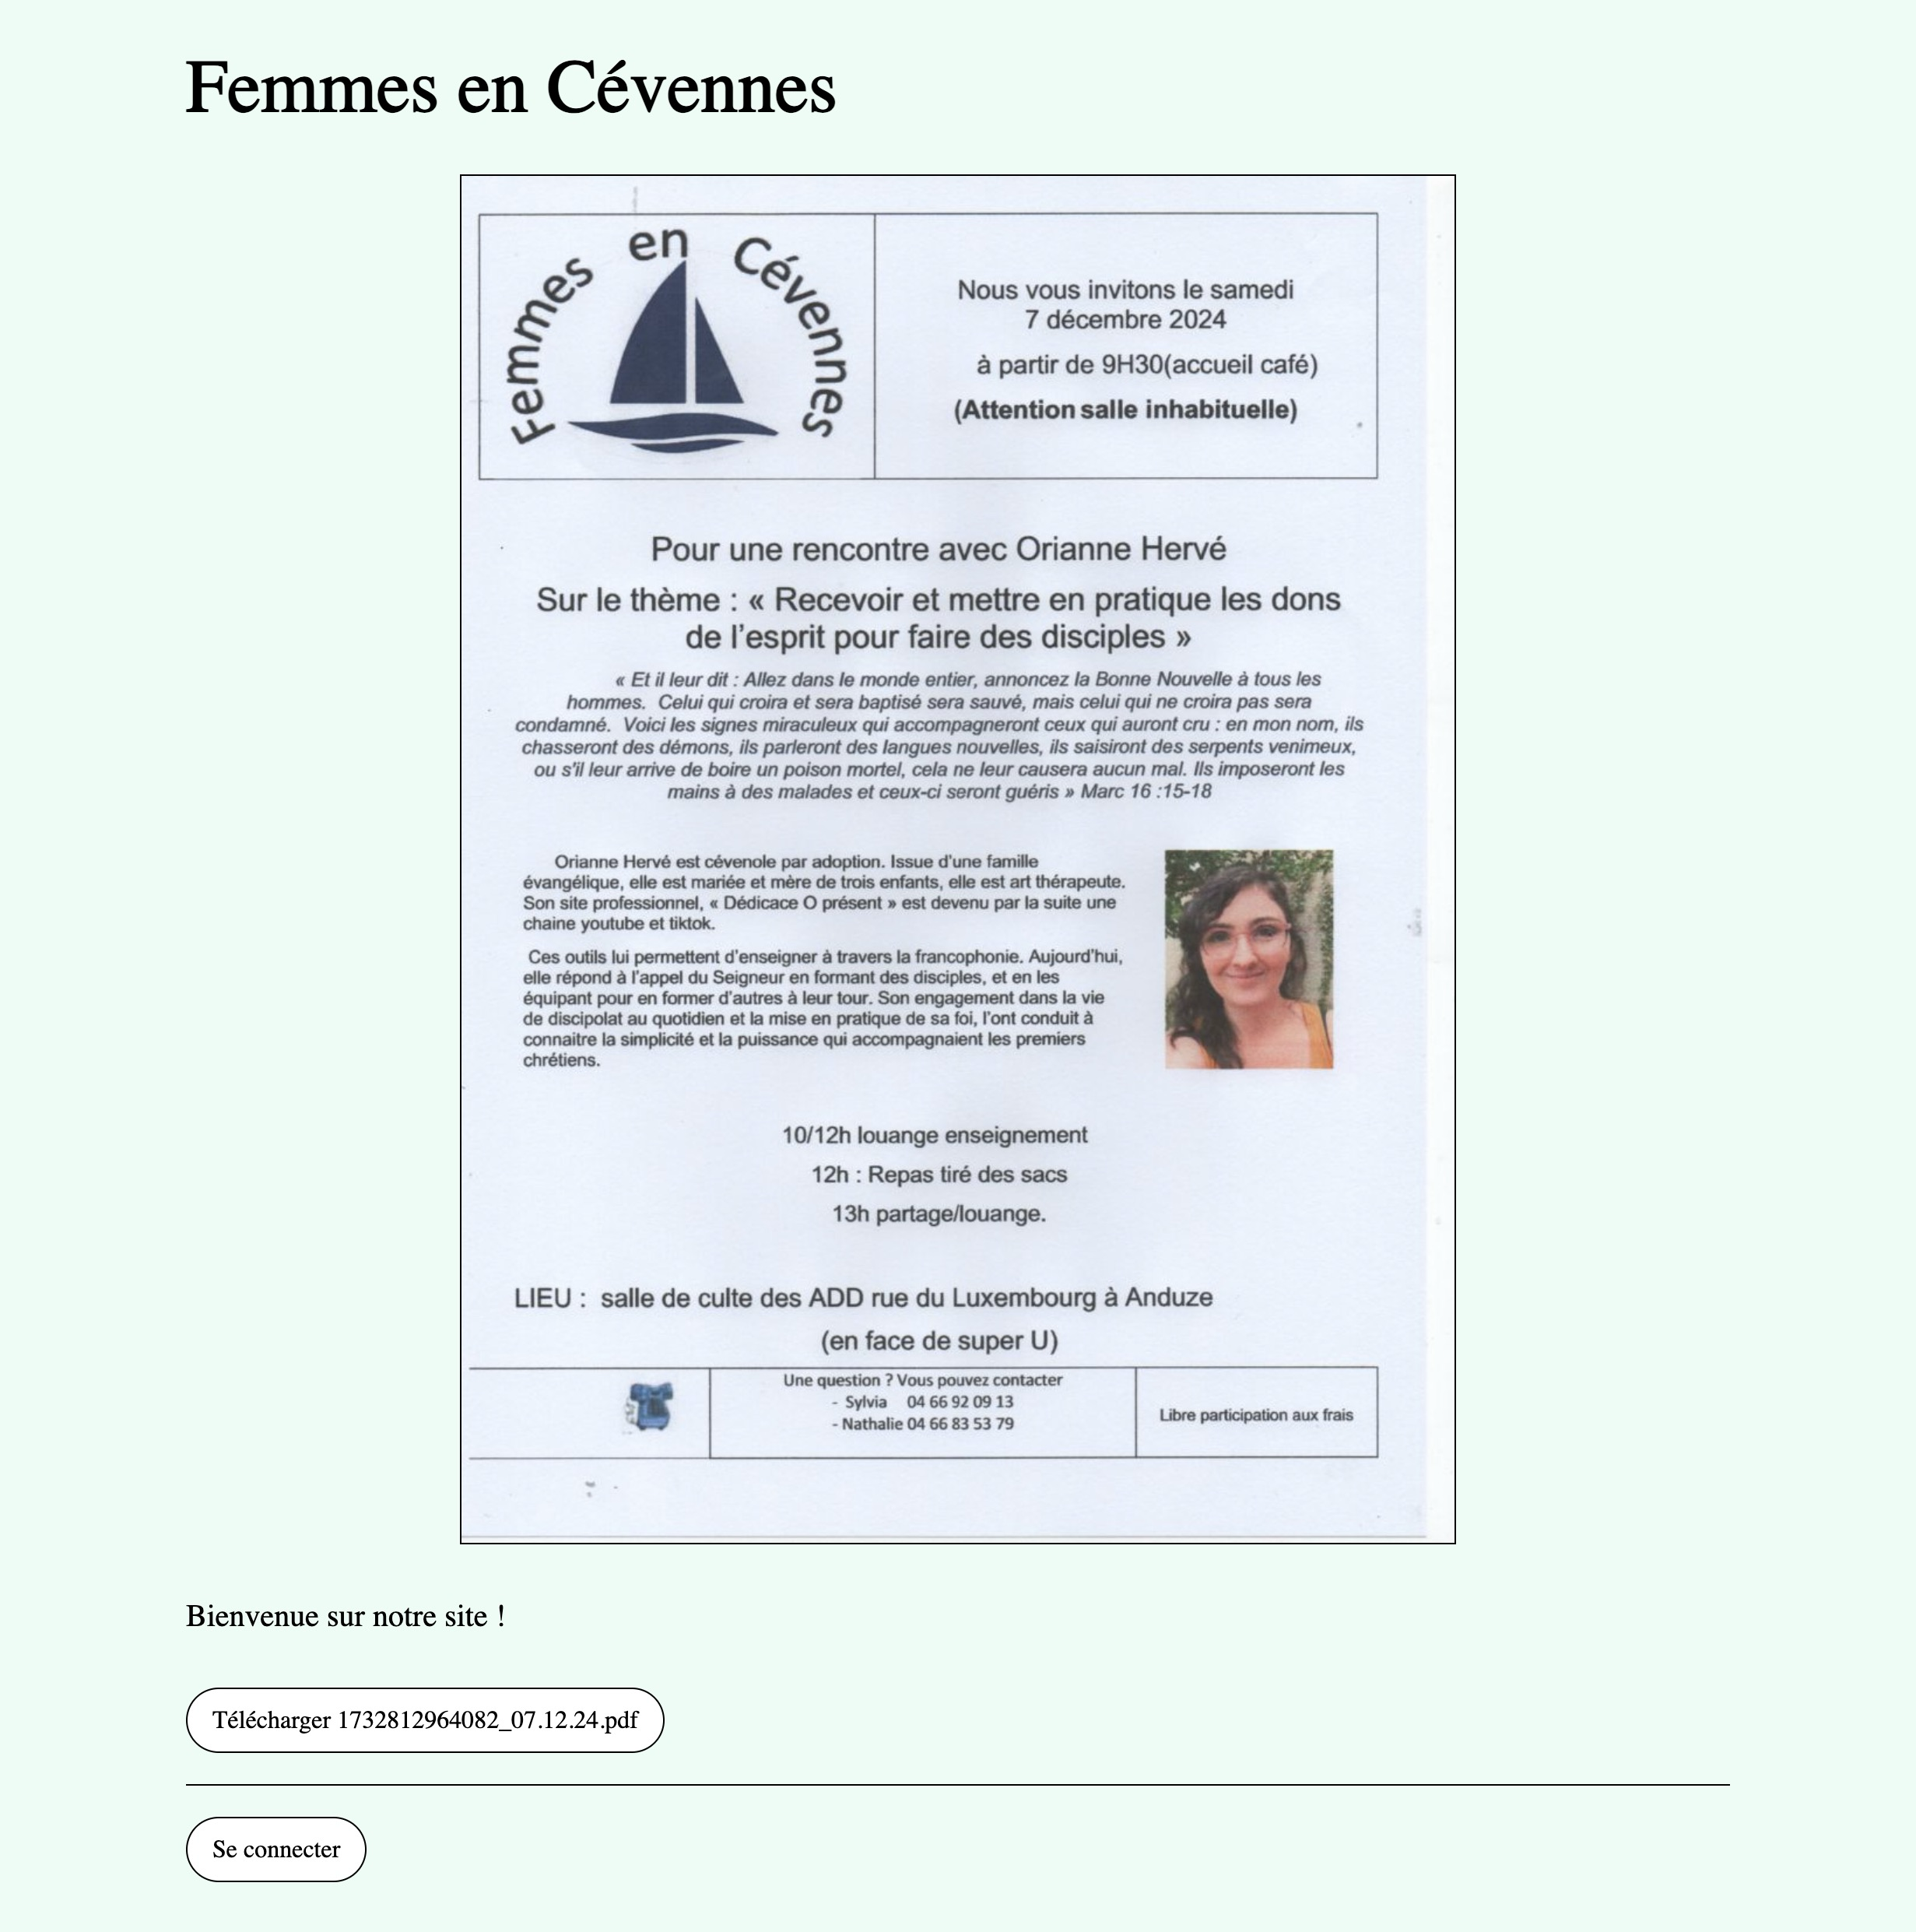 Femmes en Cévennes
Femmes en Cévennes
Nous vous invitons le samedi
7 décembre 2024
à partir de 9H30(accueil café)
(Attention salle inhabituelle)
Pour une rencontre avec Orianne Hervé
Sur le thème : « Recevoir et mettre en pratique les dons
de l'esprit pour faire des disciples »
« Et il leur dit : Allez dans le monde entier, annoncez la Bonne Nouvelle à tous les
hommes. Celui qui croira et sera baptisé sera sauvé, mais celui qui ne croira pas sera
condamné. Voici les signes miraculeux qui accompagneront ceux qui auront cru : en mon nom, ils
chasseront des démons, ils parleront des langues nouvelles, ils saisiront des serpents venimeux,
ou s'il leur arrive de boire un poison mortel, cela ne leur causera aucun mal. Ils imposeront les
mains à des malades et ceux-ci seront guéris » Marc 16 :15-18
Orianne Hervé est cévenole par adoption. Issue d'une famille
évangélique, elle est mariée et mère de trois enfants, elle est art thérapeute.
Son site professionnel, « Dédicace O présent » est devenu par la suite une
chaine youtube et tiktok.
Ces outils lui permettent d'enseigner à travers la francophonie. Aujourd'hui,
elle répond à l'appel du Seigneur en formant des disciples, et en les
équipant pour en former d'autres à leur tour. Son engagement dans la vie
de discipolat au quotidien et la mise en pratique de sa foi, l'ont conduit à
connaitre la simplicité et la puissance qui accompagnaient les premiers
chrétiens.
10/12h louange enseignement
12h : Repas tiré des sacs
13h partage/louange.
LIEU : salle de culte des ADD rue du Luxembourg à Anduze
(en face de super U)
Une question ? Vous pouvez contacter
- Sylvia 04 66 92 09 13
- Nathalie 04 66 83 53 79
Libre participation aux frais
Bienvenue sur notre site !
Télécharger 1732812964082_07.12.24.pdf
Se connecter